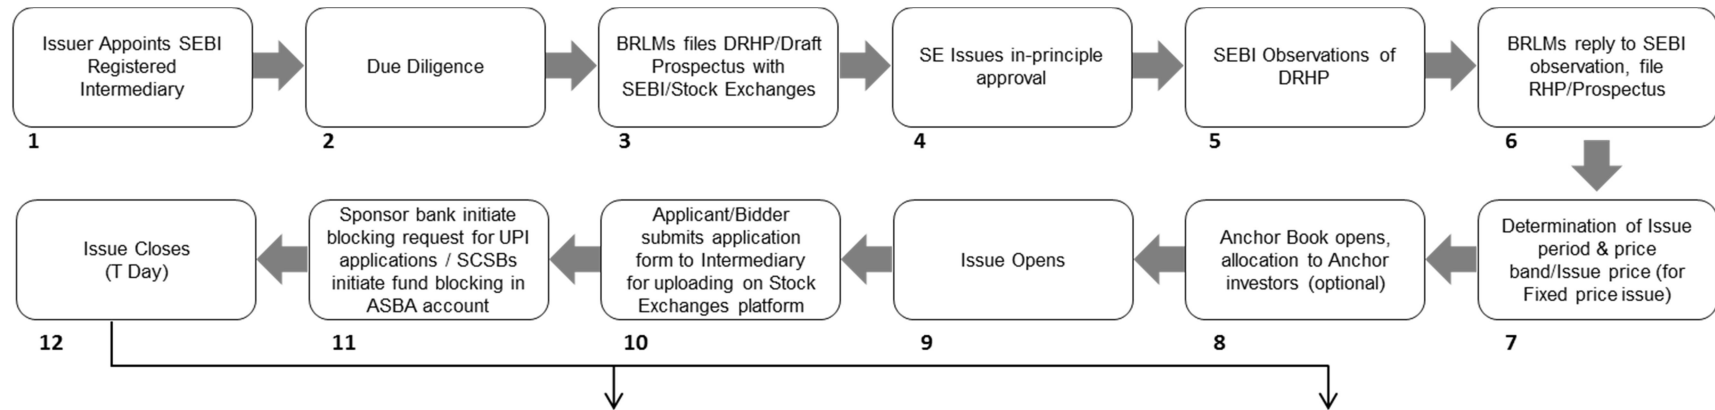 Issuer Appoints SEBI
Registered
Intermediary
1
Due Diligence
2
BRLMs files DRHP/Draft
Prospectus with
SEBI/Stock Exchanges
3
SE Issues in-principle
approval
4
SEBI Observations of
DRHP
5
BRLMs reply to SEBI
observation, file
RHP/Prospectus
6
Determination of Issue
period & price
band/Issue price (for
Fixed price issue)
7
Anchor Book opens,
allocation to Anchor
investors (optional)
8
Issue Opens
9
Applicant/Bidder
submits application
form to Intermediary
for uploading on Stock
Exchanges platform
10
Sponsor bank initiate
blocking request for UPI
applications / SCSBs
initiate fund blocking in
ASBA account
11
Issue Closes
(T Day)
12